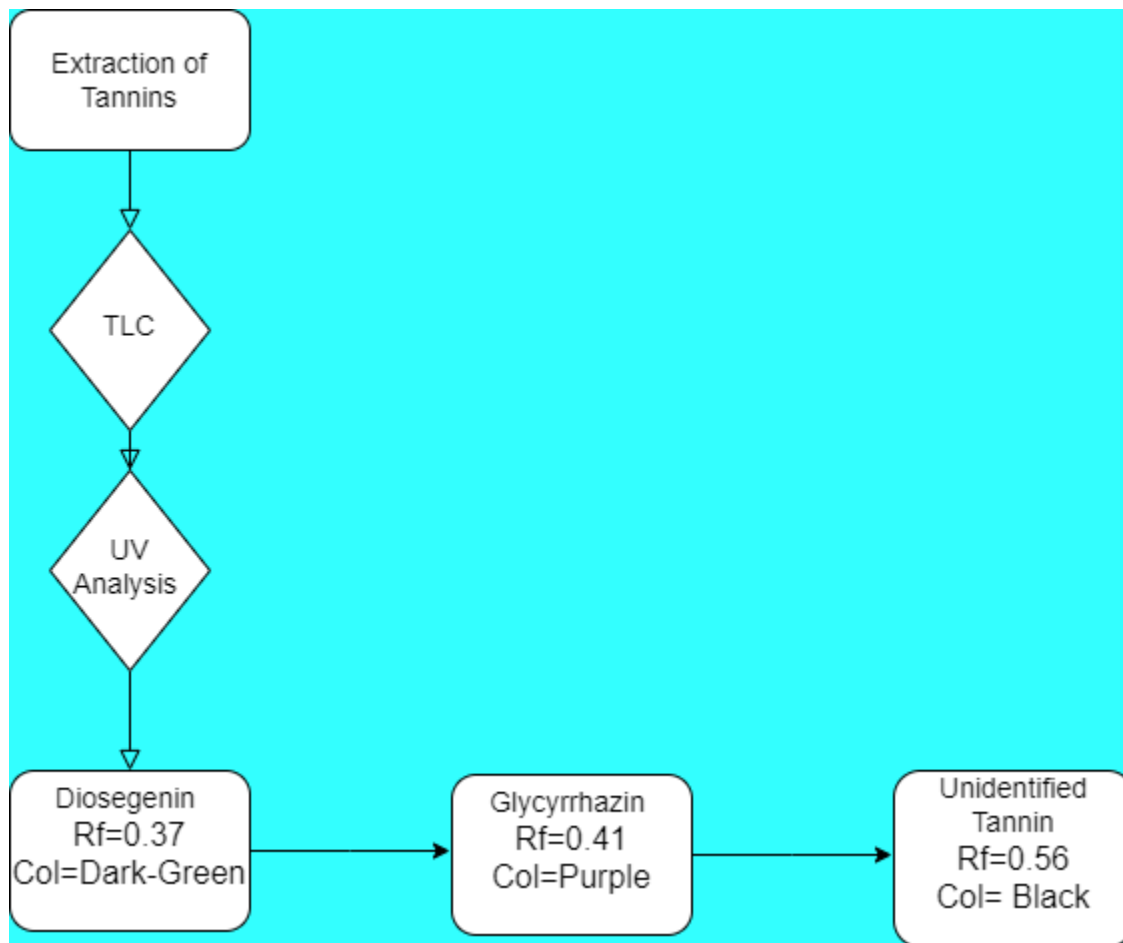 Extraction of
Tannins
TLC
UV
Analysis
Diosegenin
Rf=0.37
Col=Dark-Green
Glycyrrhazin
Rf=0.41
Col=Purple
Unidentified
Tannin
Rf=0.56
Col= Black